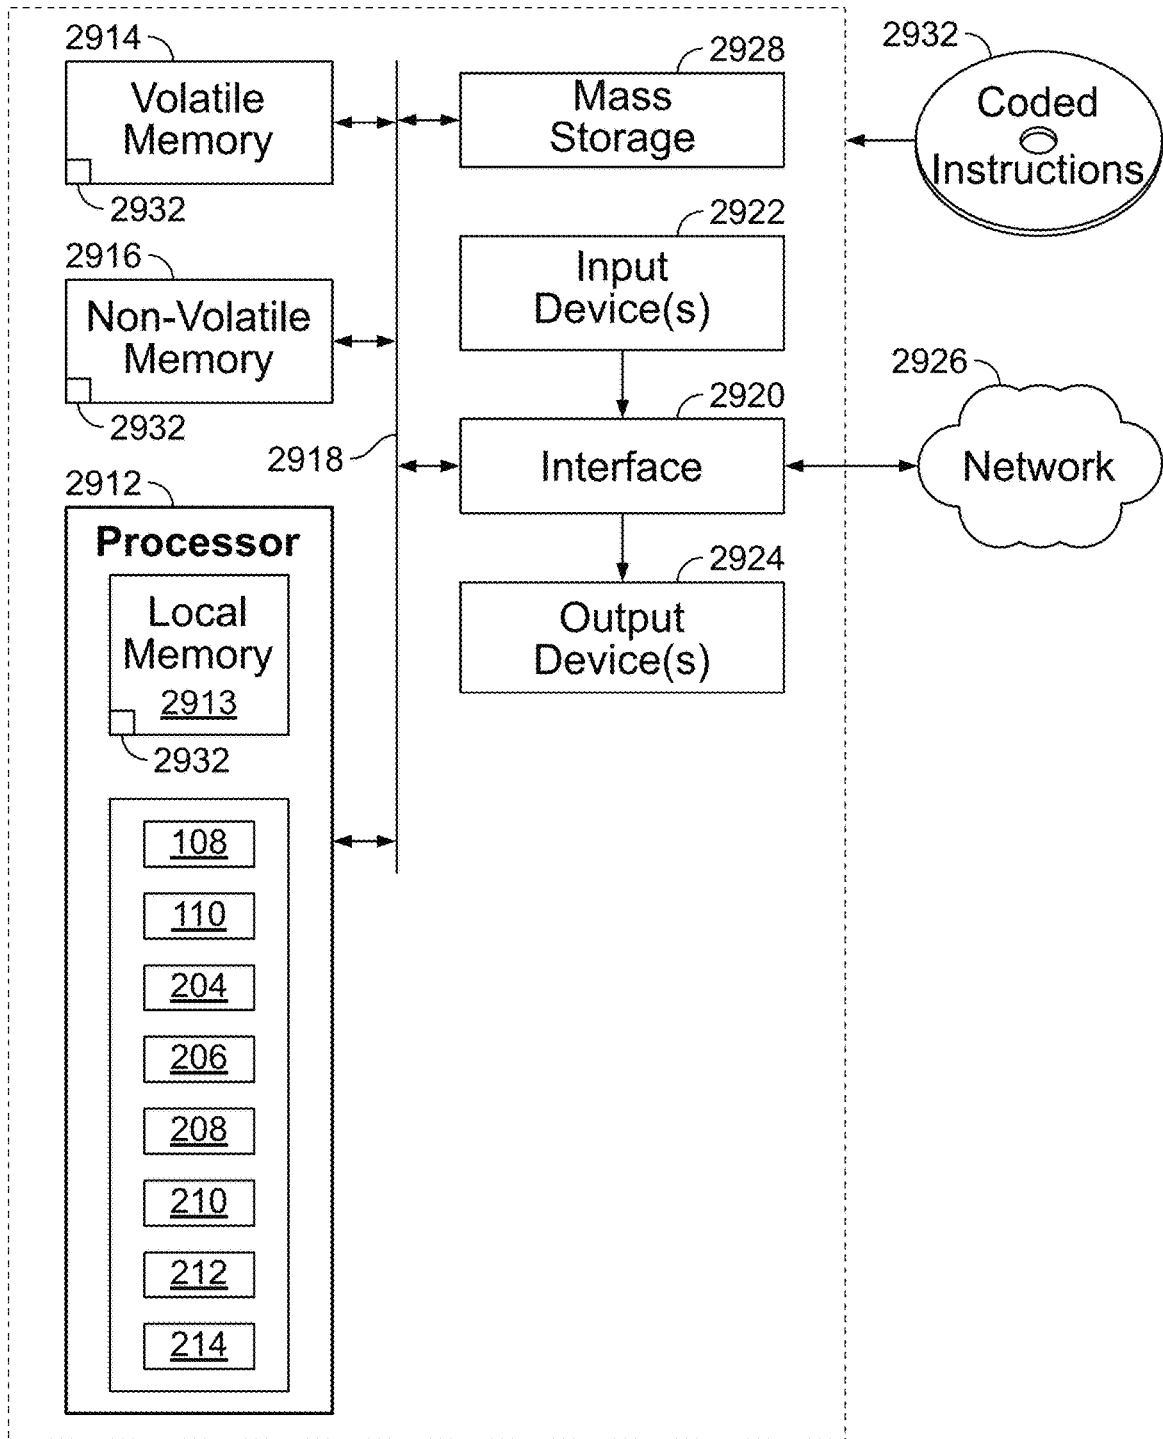 2914
Volatile
Memory
2932
2916
Non-Volatile
Memory
2932
2918
2912
Processor
Local
Memory
2913
2932
108
110
204
206
208
210
212
214
2928
Mass
Storage
2922
Input
Device(s)
2920
Interface
2924
Output
Device(s)
2932
Coded
Instructions
2926
Network